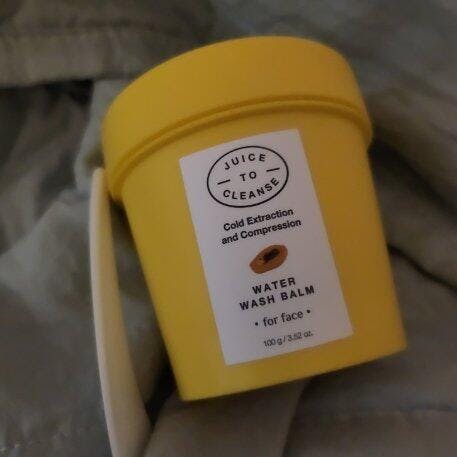 JUICE
TO
CLEANSE
Cold Extraction
and Compression
WATER
WASH BALM
• for face •
100 g / 3.52 oz.